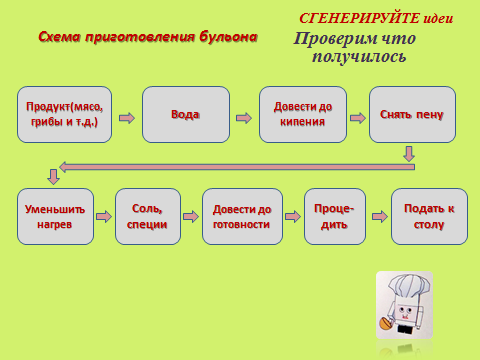 СГЕНЕРИРУЙТЕ идеи
Схема приготовления бульона
Проверим что
получилось
Продукт(мясо,
грибы и т.д.)
Вода
Довести до
кипения
Снять пену
Уменьшить
нагрев
Соль,
специи
Довести до
готовности
Проце-
дить
Подать к
столу